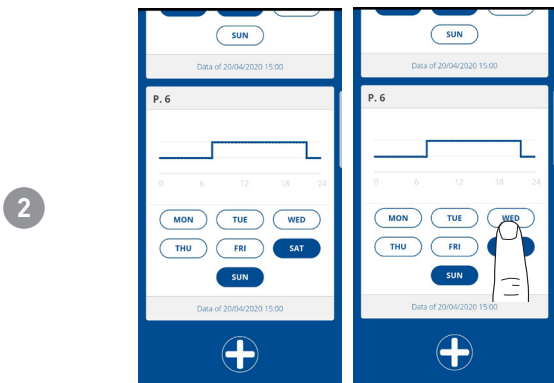 2
SUN
Data of 20/04/2020 15:00
P. 6
0 6 12 18 24
MON TUE WED
THU FRI SAT
SUN
Data of 20/04/2020 15:00
SUN
Data of 20/04/2020 15:00
P. 6
0 6 12 18 24
MON TUE WED
THU FRI
SUN
Data of 20/04/2020 15:00